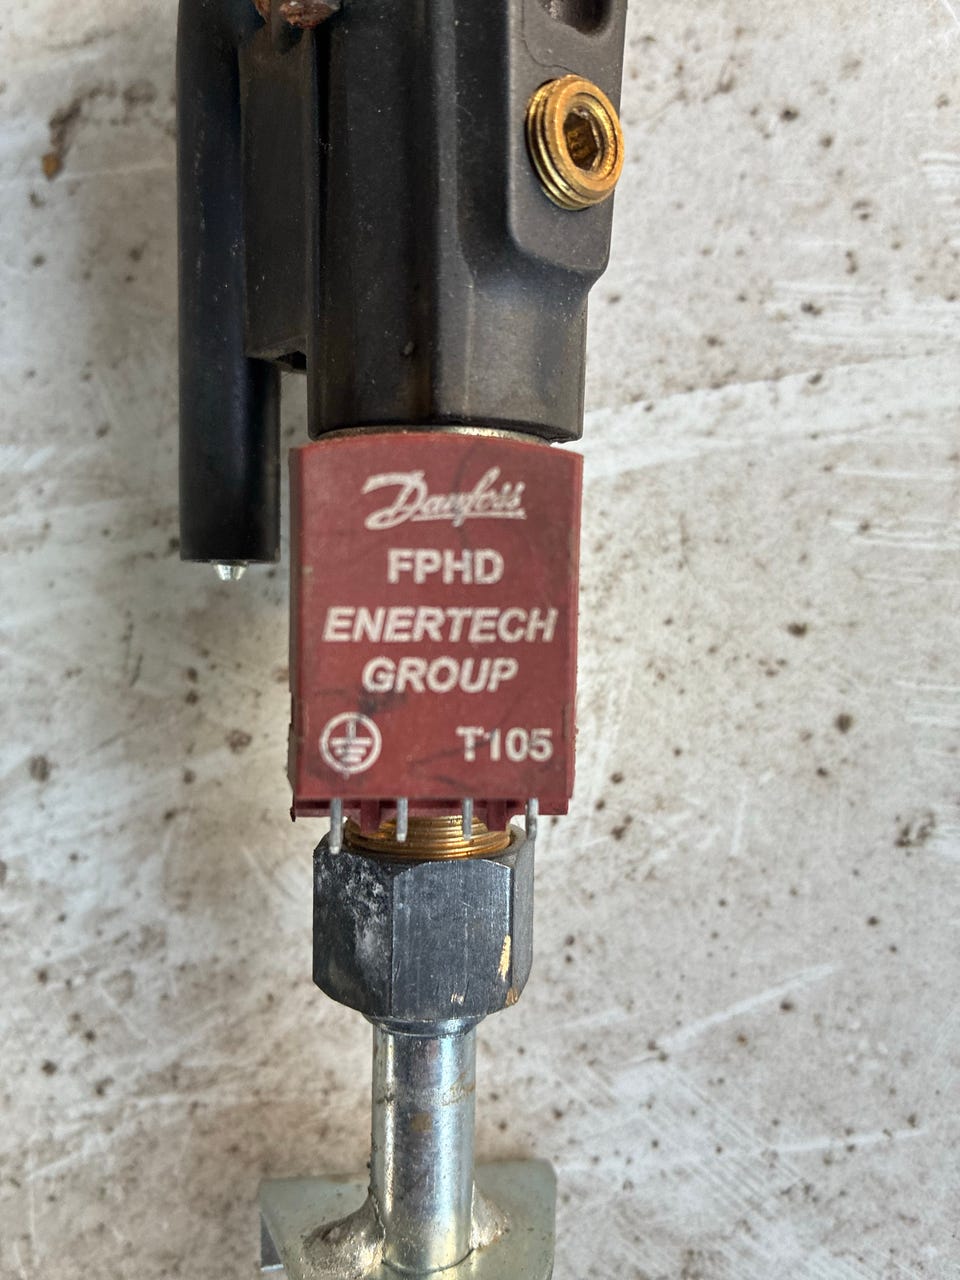 Danfoss
FPHD
ENERTECH
GROUP
T105